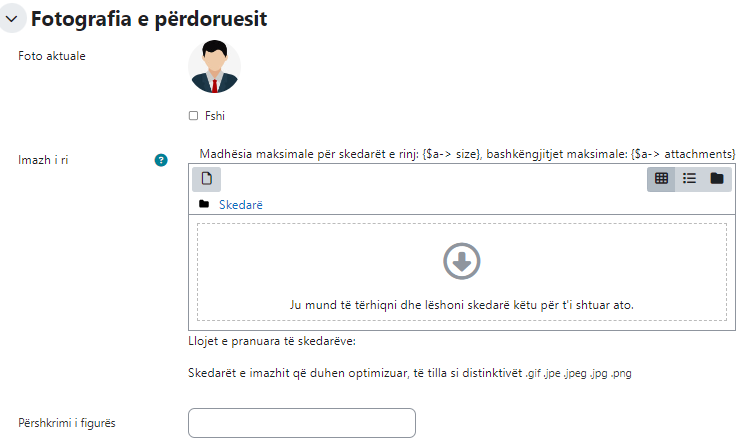 Fotografia e përdoruesit
Foto aktuale
Fshi
Imazh i ri
Madhësia maksimale për skedarët e rinj: {$a-> size}, bashkëngjitjet maksimale: {$a-> attachments}
Skedarë
Ju mund të tërhiqni dhe lëshoni skedarë këtu për t'i shtuar ato.
Llojet e pranuara të skedarëve:
Skedarët e imazhit që duhen optimizuar, të tilla si distinktivët .gif .jpe .jpeg .jpg .png
Përshkrimi i figurës